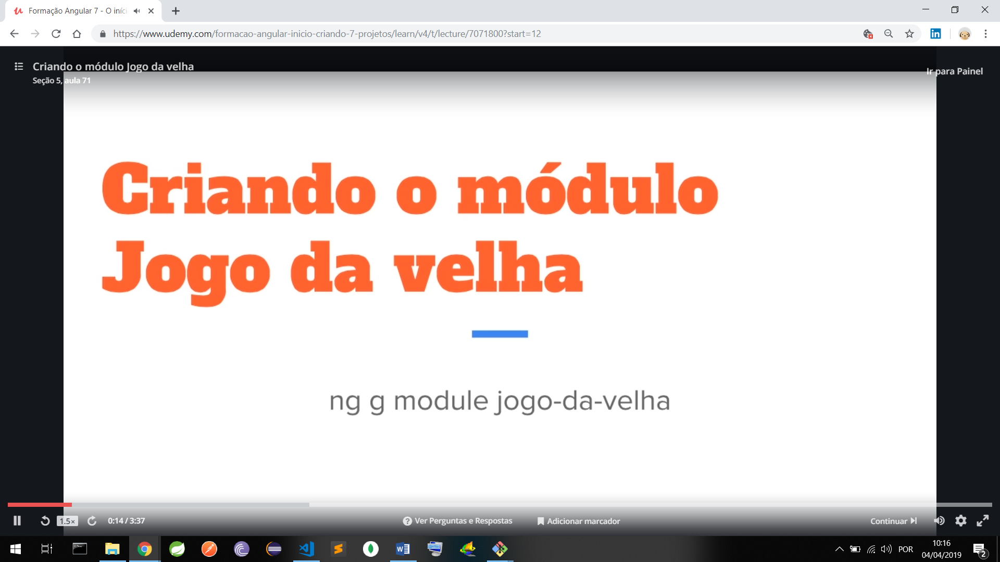 Formação Angular 7 - O iníci
https://www.udemy.com/formacao-angular-inicio-criando-7-projetos/learn/v4/t/lecture/7071800?start=12
Criando o módulo Jogo da velha
Seção 5, aula 71
Ir para Painel
Criando o módulo
Jogo da velha
ng g module jogo-da-velha
1.5×
0:14 / 3:37
Ver Perguntas e Respostas
Adicionar marcador
Continuar
POR
10:16
04/04/2019
2